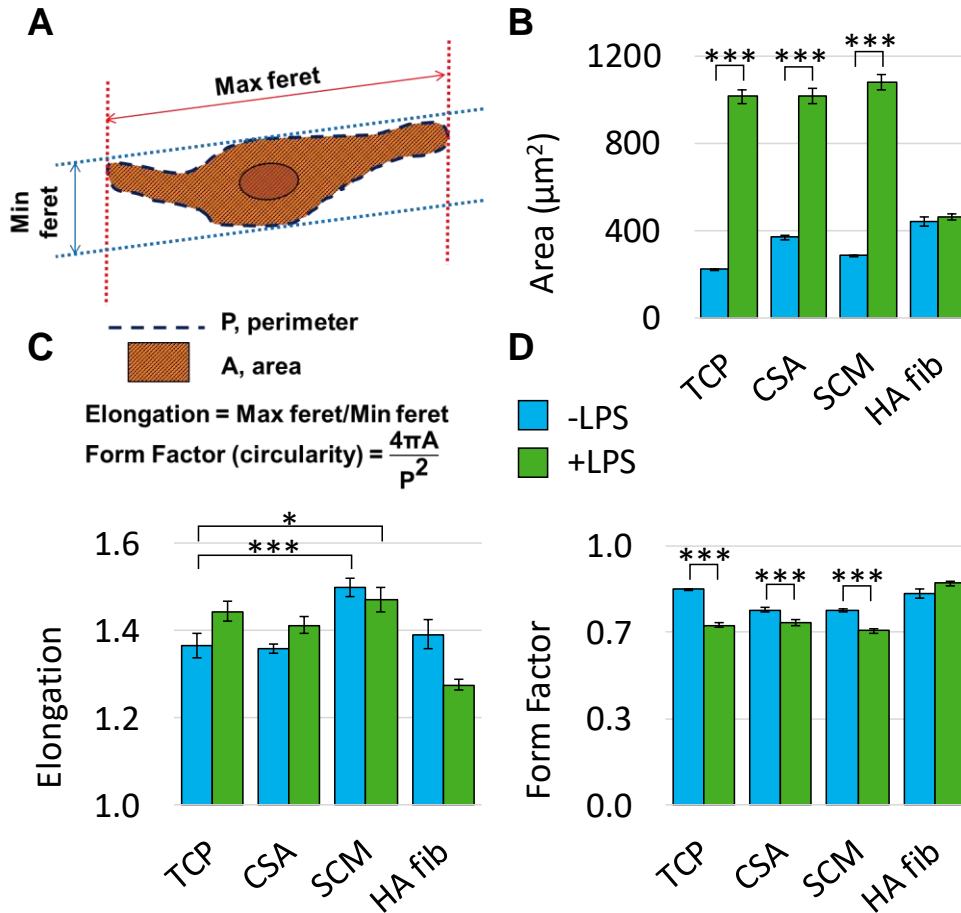 A
Max feret
Min
feret
P, perimeter
A, area
Elongation = Max feret/Min feret
Form Factor (circularity) = 4πA
P²
B
1200
800
400
0
Area (µm²)
***
***
***
TCP
CSA
SCM
HA fib
-LPS
+LPS
C
1.6
1.4
1.2
1.0
Elongation
*
***
TCP
CSA
SCM
HA fib
D
1.0
0.7
0.3
0.0
Form Factor
***
***
***
TCP
CSA
SCM
HA fib